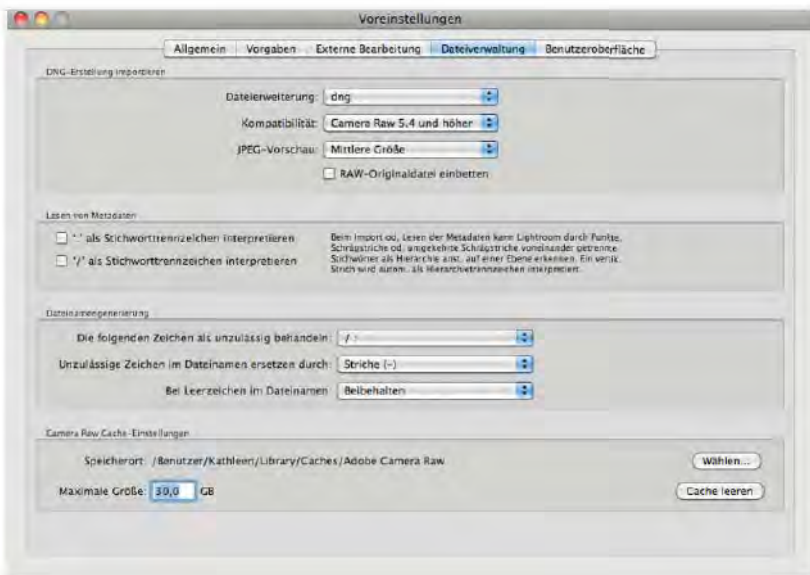 Voreinstellungen
Allgemein Vorgaben Externe Bearbeitung Dateiverwaltung Benutzeroberfläche
DNG-Erstellung importieren
Dateierweiterung: dng
Kompatibilität: Camera Raw 5.4 und höher
JPEG-Vorschau: Mittlere Größe
RAW-Originaldatei einbetten
Lesen von Metadaten
'.' als Stichworttrennzeichen interpretieren
'/' als Stichworttrennzeichen interpretieren
Beim Import od. Lesen der Metadaten kann Lightroom durch Punkte,
Schrägstriche od. umgekehrte Schrägstriche voneinander getrennte
Stichwörter als Hierarchie anst. auf einer Ebene erkennen. Ein vertik.
Strich wird autom. als Hierarchietrennzeichen interpretiert.
Dateinamengenerierung
Die folgenden Zeichen als unzulässig behandeln: / :
Unzulässige Zeichen im Dateinamen ersetzen durch: Striche (-)
Bei Leerzeichen im Dateinamen: Beibehalten
Camera Raw Cache-Einstellungen
Speicherort: /Benutzer/Kathleen/Library/Caches/Adobe Camera Raw
Wählen...
Maximale Größe: 30,0 GB
Cache leeren